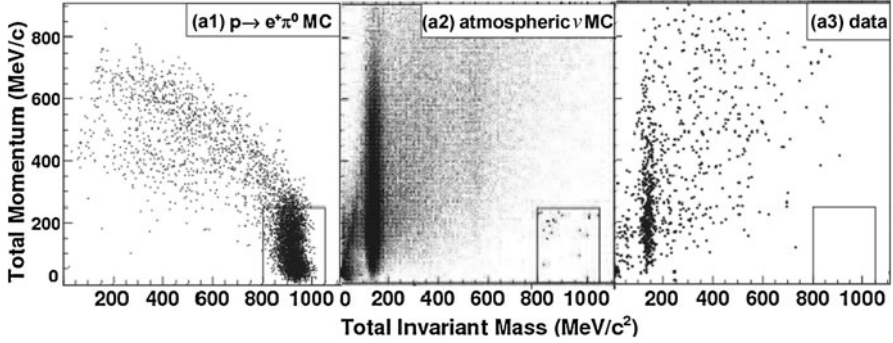 (a1) p→ e⁺π⁰ MC
(a2) atmospheric ν MC
(a3) data
Total Momentum (MeV/c)
800
600
400
200
0
200 400 600 800 1000
0 200 400 600 800 1000
200 400 600 800 1000
Total Invariant Mass (MeV/c²)